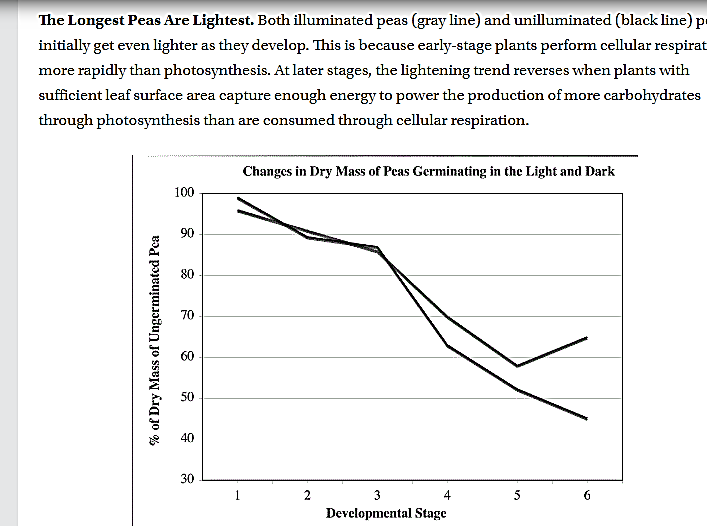 The Longest Peas Are Lightest. Both illuminated peas (gray line) and unilluminated (black line)
initially get even lighter as they develop. This is because early-stage plants perform cellular
more rapidly than photosynthesis. At later stages, the lightening trend reverses when plants with
sufficient leaf surface area capture enough energy to power the production of more carbohydrates
through photosynthesis than are consumed through cellular respiration.
Changes in Dry Mass of Peas Germinating in the Light and Dark
% of Dry Mass of Ungerminated Pea
100
90
80
70
60
50
40
30
1 2 3 4 5 6
Developmental Stage